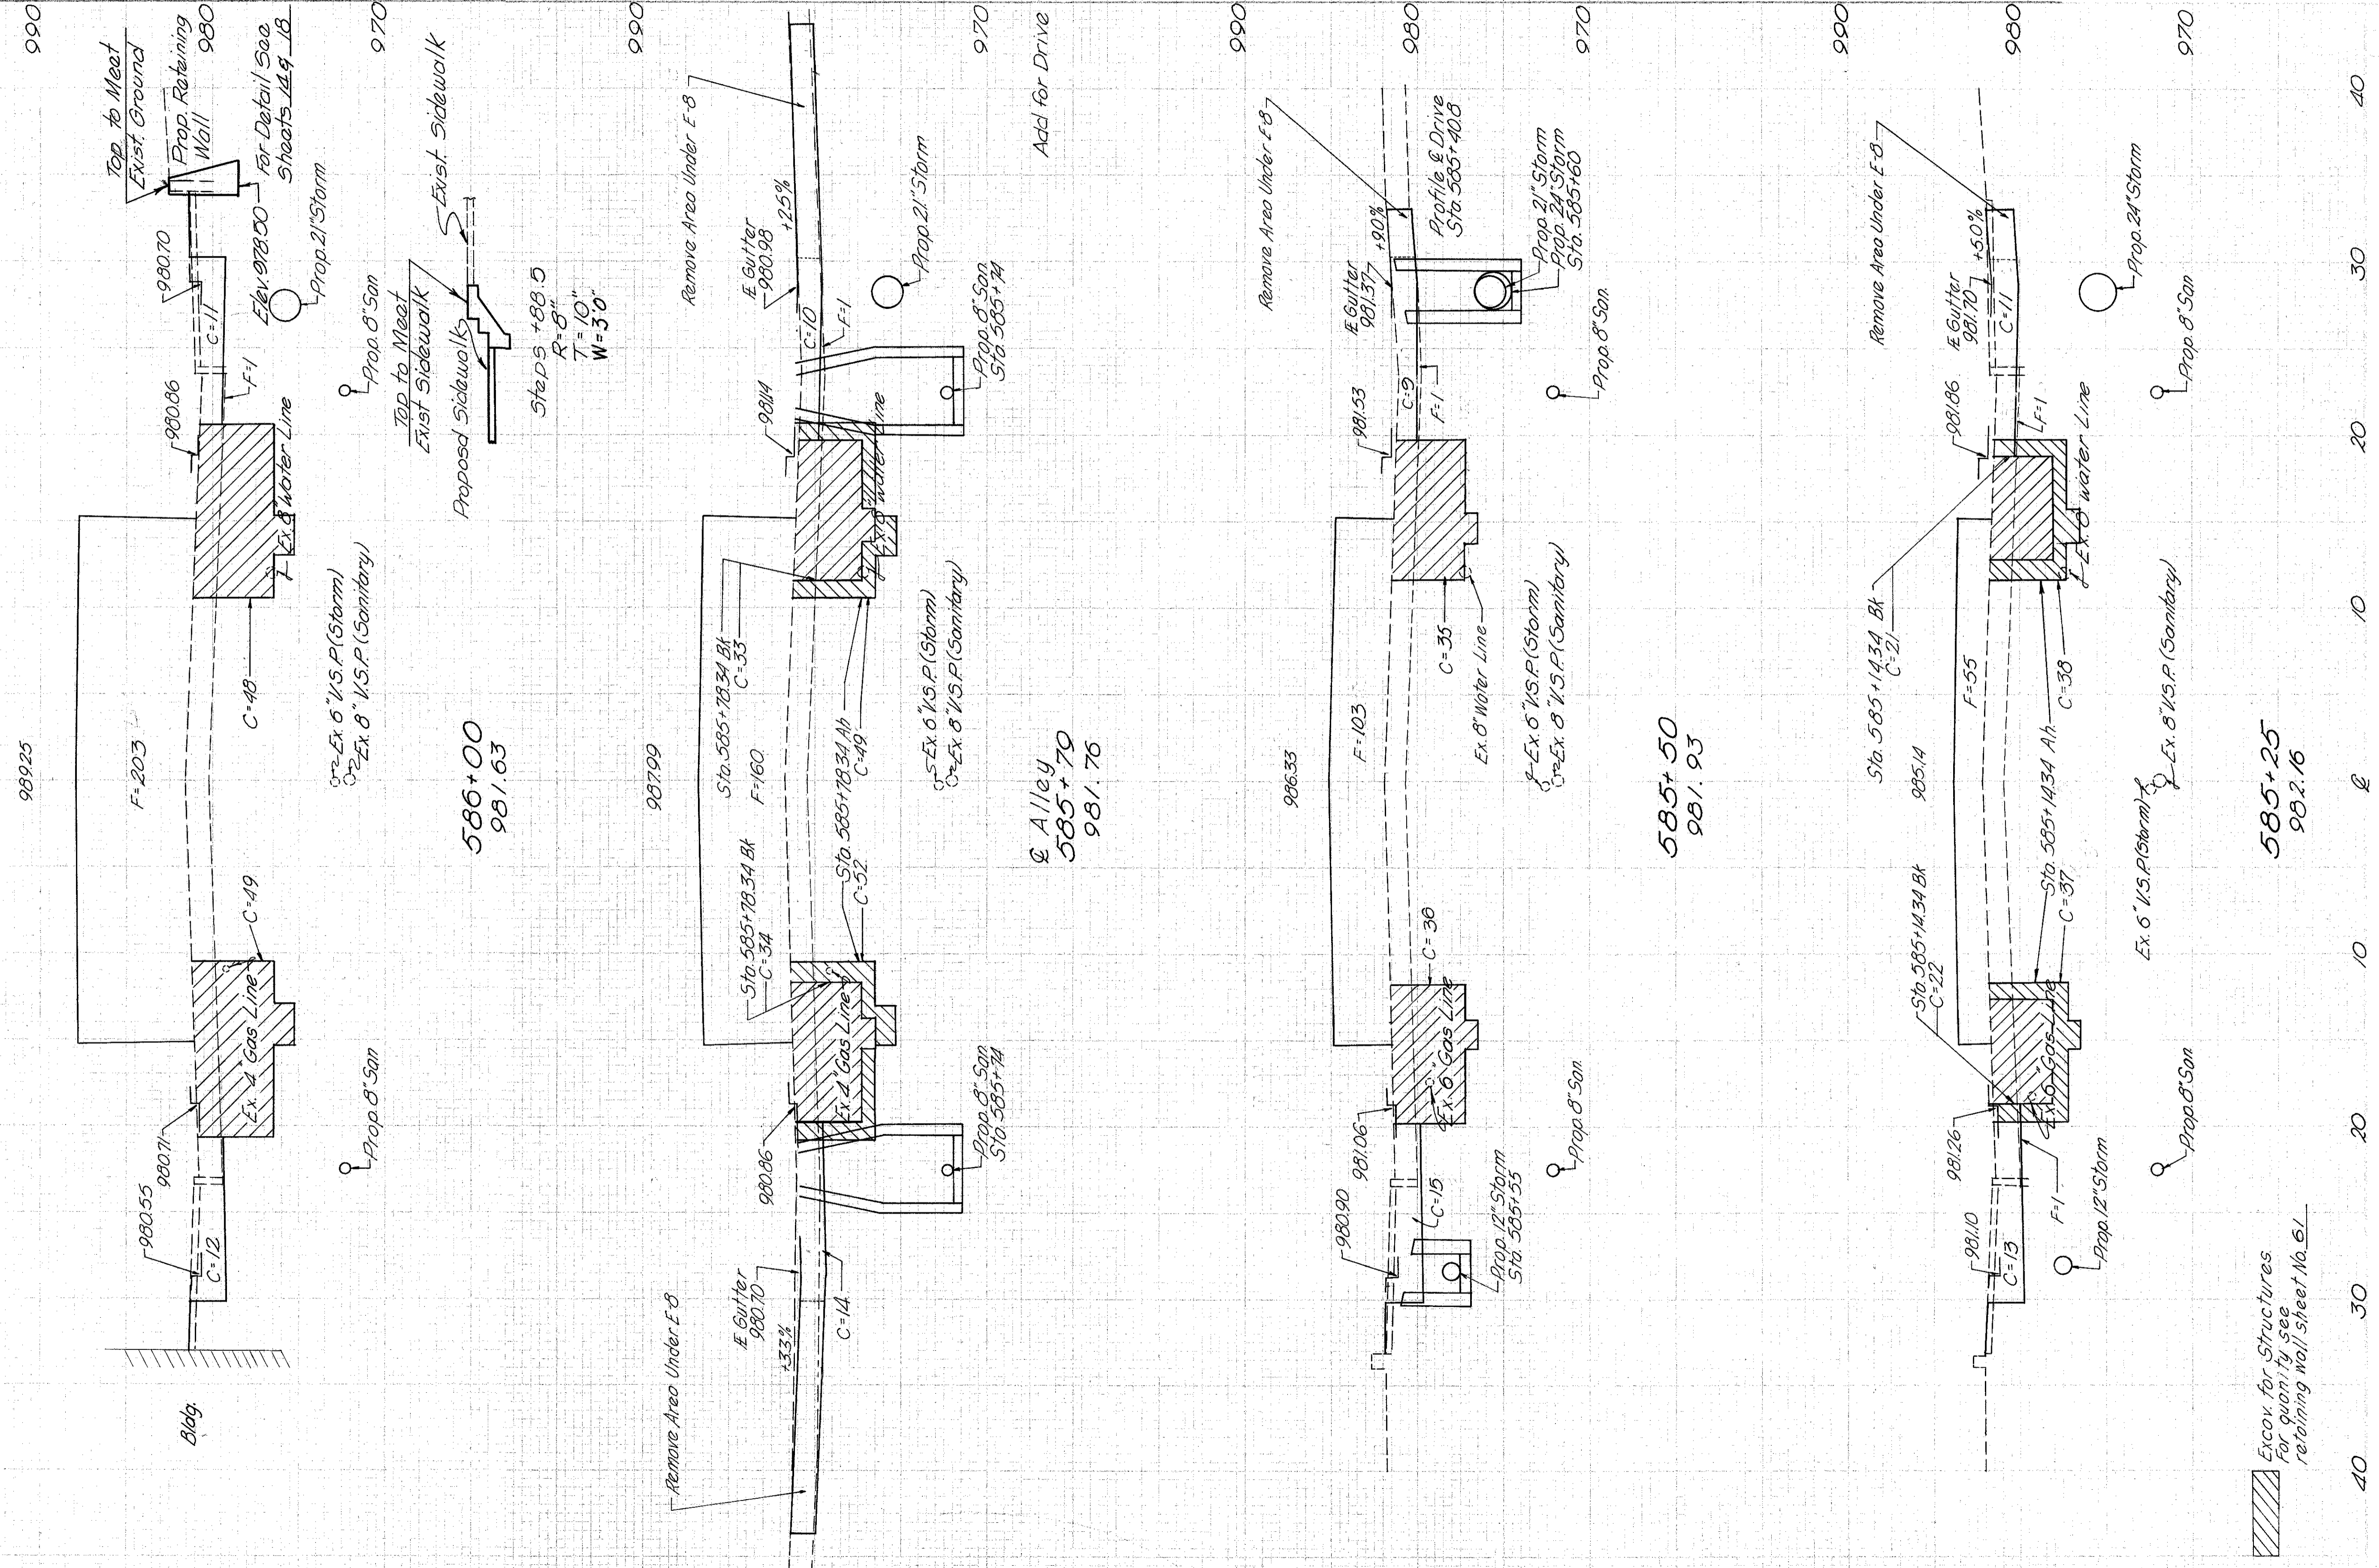 990
980
970
Top to Meet
Exist. Ground
Prop. Retaining
Wall
For Detail See
Sheets 14 & 18
Elev. 978.50
Prop. 21" Storm
980.70
C=11
F=1
980.86
Prop. 8" San
Ex. 8" Water Line
989.25
F=203
C=48
Ex. 6" V.S.P. (Storm)
Ex. 8" V.S.P. (Sanitary)
C=49
Ex. 4" Gas Line
980.71
980.55
C=12
Prop. 8" San
Bldg.
586+00
981.63
Top to Meet
Exist Sidewalk
Exist. Sidewalk
Proposed Sidewalk
Steps +88.5
R=8"
T=10"
W=3'0"
990
970
Remove Area Under E-8
Æ Gutter
980.98
+2.5%
Prop. 21" Storm
C=10
F=1
981.14
Prop. 8" San.
Sta. 585+74
Ex. 8" Water Line
987.99
Sta. 585+78.34 Bk
C=33
F=160
Sta. 585+78.34 Bk
C=34
Sta. 585+78.34 Ah
C=49
C=52
Ex. 6" V.S.P. (Storm)
Ex. 8" V.S.P. (Sanitary)
Ex. 4" Gas Line
980.86
Prop. 8" San
Sta. 585+74
Æ Gutter
980.70
+3.3%
C=14
Remove Area Under E-8
Add for Drive
₵ Alley
585+70
981.76
990
980
970
Remove Area Under E-8
Æ Gutter
981.37
+9.0%
Profile ₵ Drive
Sta. 585+40.8
Prop. 21" Storm
Prop. 24" Storm
Sta. 585+60
981.53
C=9
F=1
Prop. 8" San.
986.33
F=103
C=35
Ex. 8" Water Line
Ex. 6" V.S.P. (Storm)
Ex. 8" V.S.P. (Sanitary)
C=36
Ex. 6" Gas Line
981.06
980.90
C=15
Prop. 12" Storm
Sta. 585+55
Prop. 8" San.
585+50
981.93
990
980
970
Remove Area Under E-8
Æ Gutter
981.70
+5.0%
C=11
Prop. 24" Storm
981.86
F=1
Prop. 8" San
Ex. 8" Water Line
Sta. 585+14.34 Bk
C=21
985.14
F=55
C=38
Sta. 585+14.34 Ah.
C=37
Ex. 6" V.S.P. (Storm)
Ex. 8" V.S.P. (Sanitary)
Sta. 585+14.34 Bk
C=22
Ex. 6" Gas Line
981.26
981.10
C=13
F=1
Prop. 12" Storm
Prop. 8" San
585+25
982.16
Excav. for Structures
For quanity see
retaining wall sheet No. 61
40
30
20
10
₵
10
20
30
40